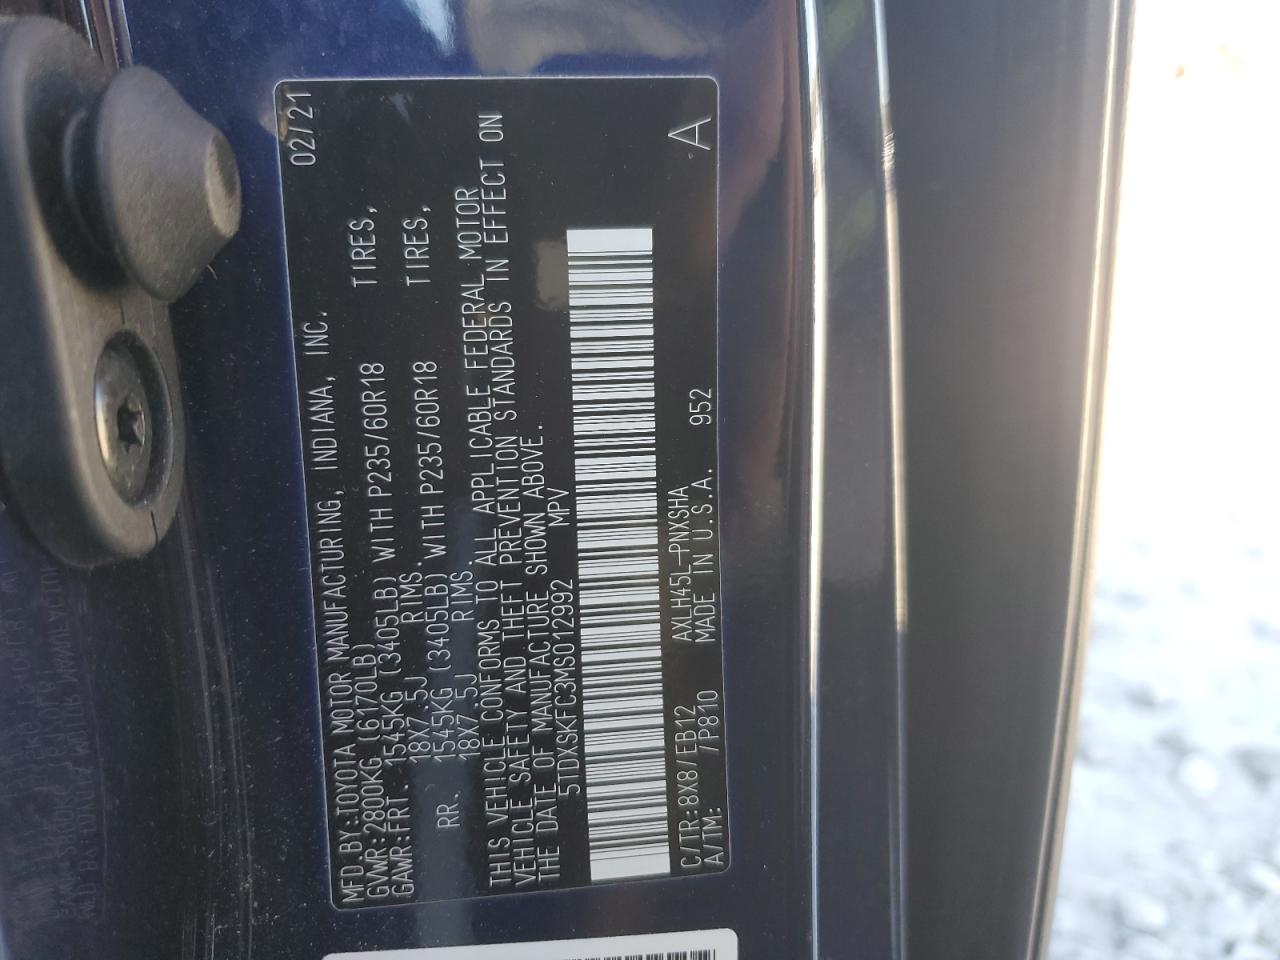 MFD.BY:TOYOTA MOTOR MANUFACTURING, INDIANA, INC. 02/21
GVWR:2800KG (6170LB)
GAWR:FRT. 1545KG (3405LB) WITH P235/60R18 TIRES,
18X7.5J RIMS.
RR. 1545KG (3405LB) WITH P235/60R18 TIRES,
18X7.5J RIMS.
THIS VEHICLE CONFORMS TO ALL APPLICABLE FEDERAL MOTOR
VEHICLE SAFETY AND THEFT PREVENTION STANDARDS IN EFFECT ON
THE DATE OF MANUFACTURE SHOWN ABOVE.
5TDXSKFC3MS012992 MPV
C/TR:8X8/EB12 AXLH45L-PNXSHA
A/TM: /P810 MADE IN U.S.A. 952 A